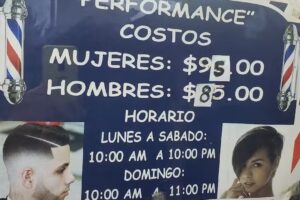 PERFORMANCE”
COSTOS
MUJERES: $95.00
HOMBRES: $85.00
HORARIO
LUNES A SABADO:
10:00 AM A 10:00 PM
DOMINGO:
10:00 AM A 11:00 PM